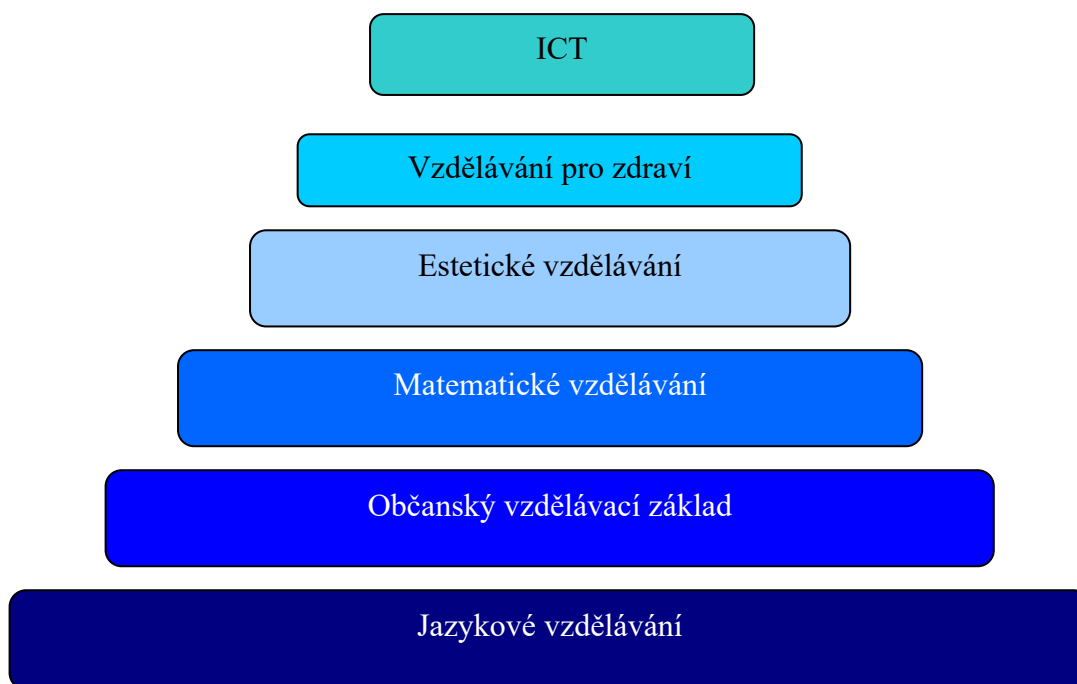 ICT
Vzdělávání pro zdraví
Estetické vzdělávání
Matematické vzdělávání
Občanský vzdělávací základ
Jazykové vzdělávání